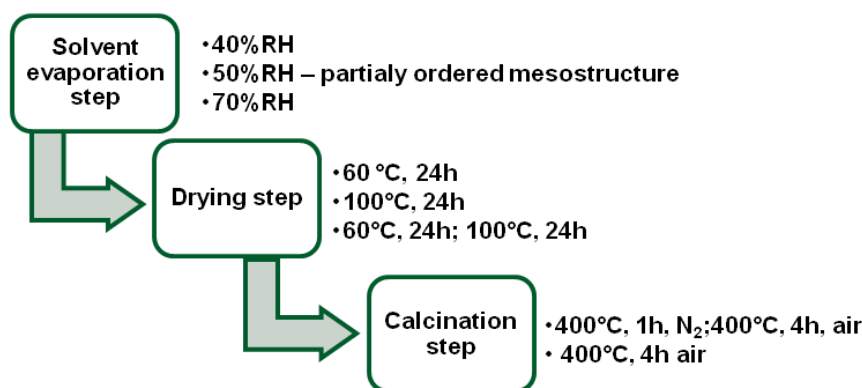 Solvent
evaporation
step
•40%RH
•50%RH – partialy ordered mesostructure
•70%RH
Drying step
•60 °C, 24h
•100°C, 24h
•60°C, 24h; 100°C, 24h
Calcination
step
•400°C, 1h, N₂;400°C, 4h, air
• 400°C, 4h air